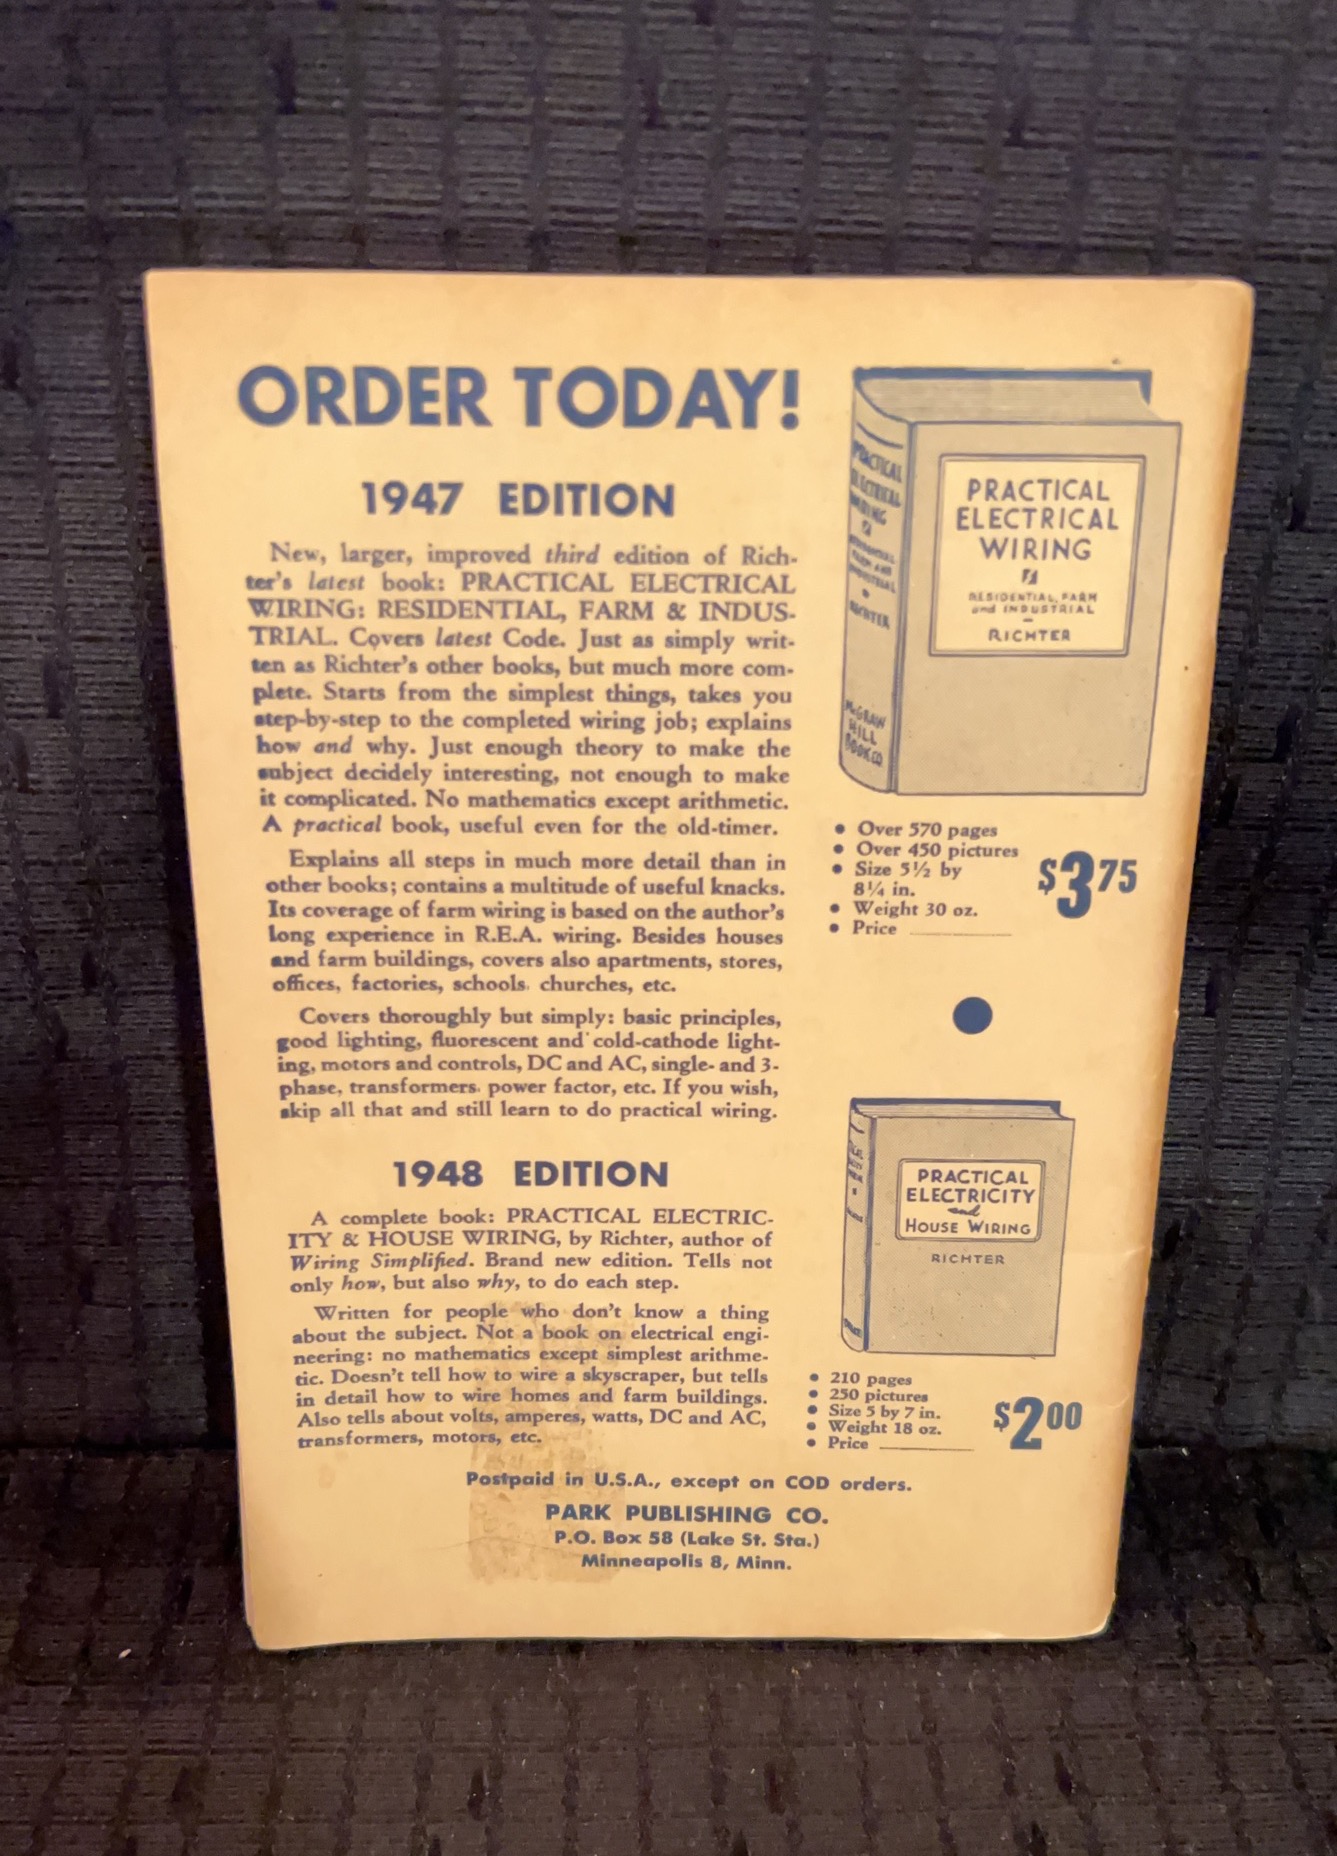 ORDER TODAY!
1947 EDITION
New, larger, improved third edition of Rich-
ter's latest book: PRACTICAL ELECTRICAL
WIRING: RESIDENTIAL, FARM & INDUS-
TRIAL. Covers latest Code. Just as simply writ-
ten as Richter's other books, but much more com-
plete. Starts from the simplest things, takes you
step-by-step to the completed wiring job; explains
how and why. Just enough theory to make the
subject decidely interesting, not enough to make
it complicated. No mathematics except arithmetic.
A practical book, useful even for the old-timer.
Explains all steps in much more detail than in
other books; contains a multitude of useful knacks.
Its coverage of farm wiring is based on the author's
long experience in R.E.A. wiring. Besides houses
and farm buildings, covers also apartments, stores,
offices, factories, schools, churches, etc.
Covers thoroughly but simply: basic principles,
good lighting, fluorescent and cold-cathode light-
ing, motors and controls, DC and AC, single- and 3-
phase, transformers, power factor, etc. If you wish,
skip all that and still learn to do practical wiring.
PRACTICAL
ELECTRICAL
WIRING
RESIDENTIAL
FARM AND
INDUSTRIAL
RICHTER
McGRAW
HILL
BOOK CO
PRACTICAL
ELECTRICAL
WIRING
RESIDENTIAL, FARM
and INDUSTRIAL
RICHTER
• Over 570 pages
• Over 450 pictures
• Size 5½ by
8¼ in.
• Weight 30 oz.
• Price
$3.75
1948 EDITION
A complete book: PRACTICAL ELECTRIC-
ITY & HOUSE WIRING, by Richter, author of
Wiring Simplified. Brand new edition. Tells not
only how, but also why, to do each step.
Written for people who don't know a thing
about the subject. Not a book on electrical engi-
neering: no mathematics except simplest arithme-
tic. Doesn't tell how to wire a skyscraper, but tells
in detail how to wire homes and farm buildings.
Also tells about volts, amperes, watts, DC and AC,
transformers, motors, etc.
PRACTICAL
ELECTRICITY
and
HOUSE WIRING
RICHTER
• 210 pages
• 250 pictures
• Size 5 by 7 in.
• Weight 18 oz.
• Price
$2.00
Postpaid in U.S.A., except on COD orders.
PARK PUBLISHING CO.
P.O. Box 58 (Lake St. Sta.)
Minneapolis 8, Minn.